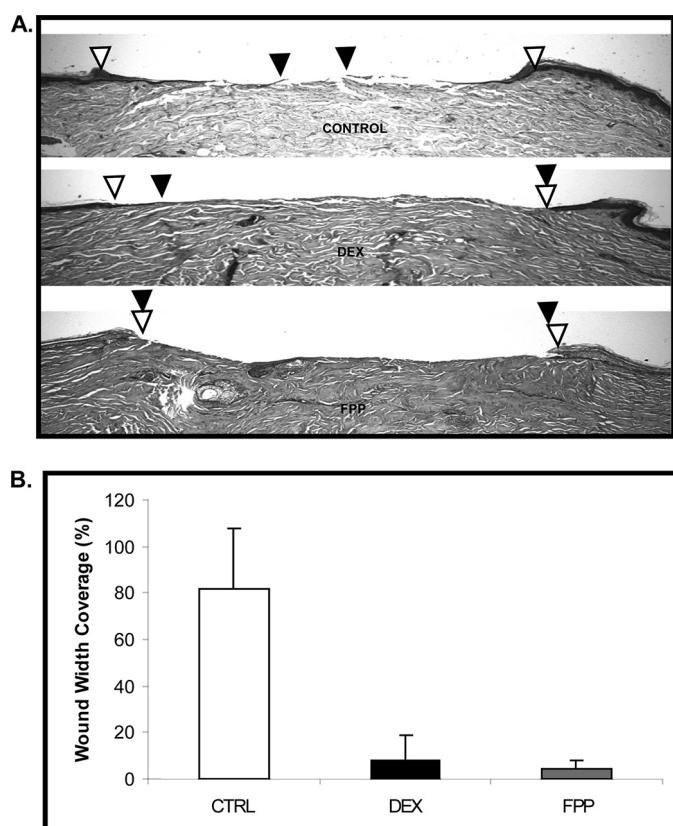 A.
CONTROL
DEX
FPP
B.
Wound Width Coverage (%)
120
100
80
60
40
20
0
CTRL DEX FPP